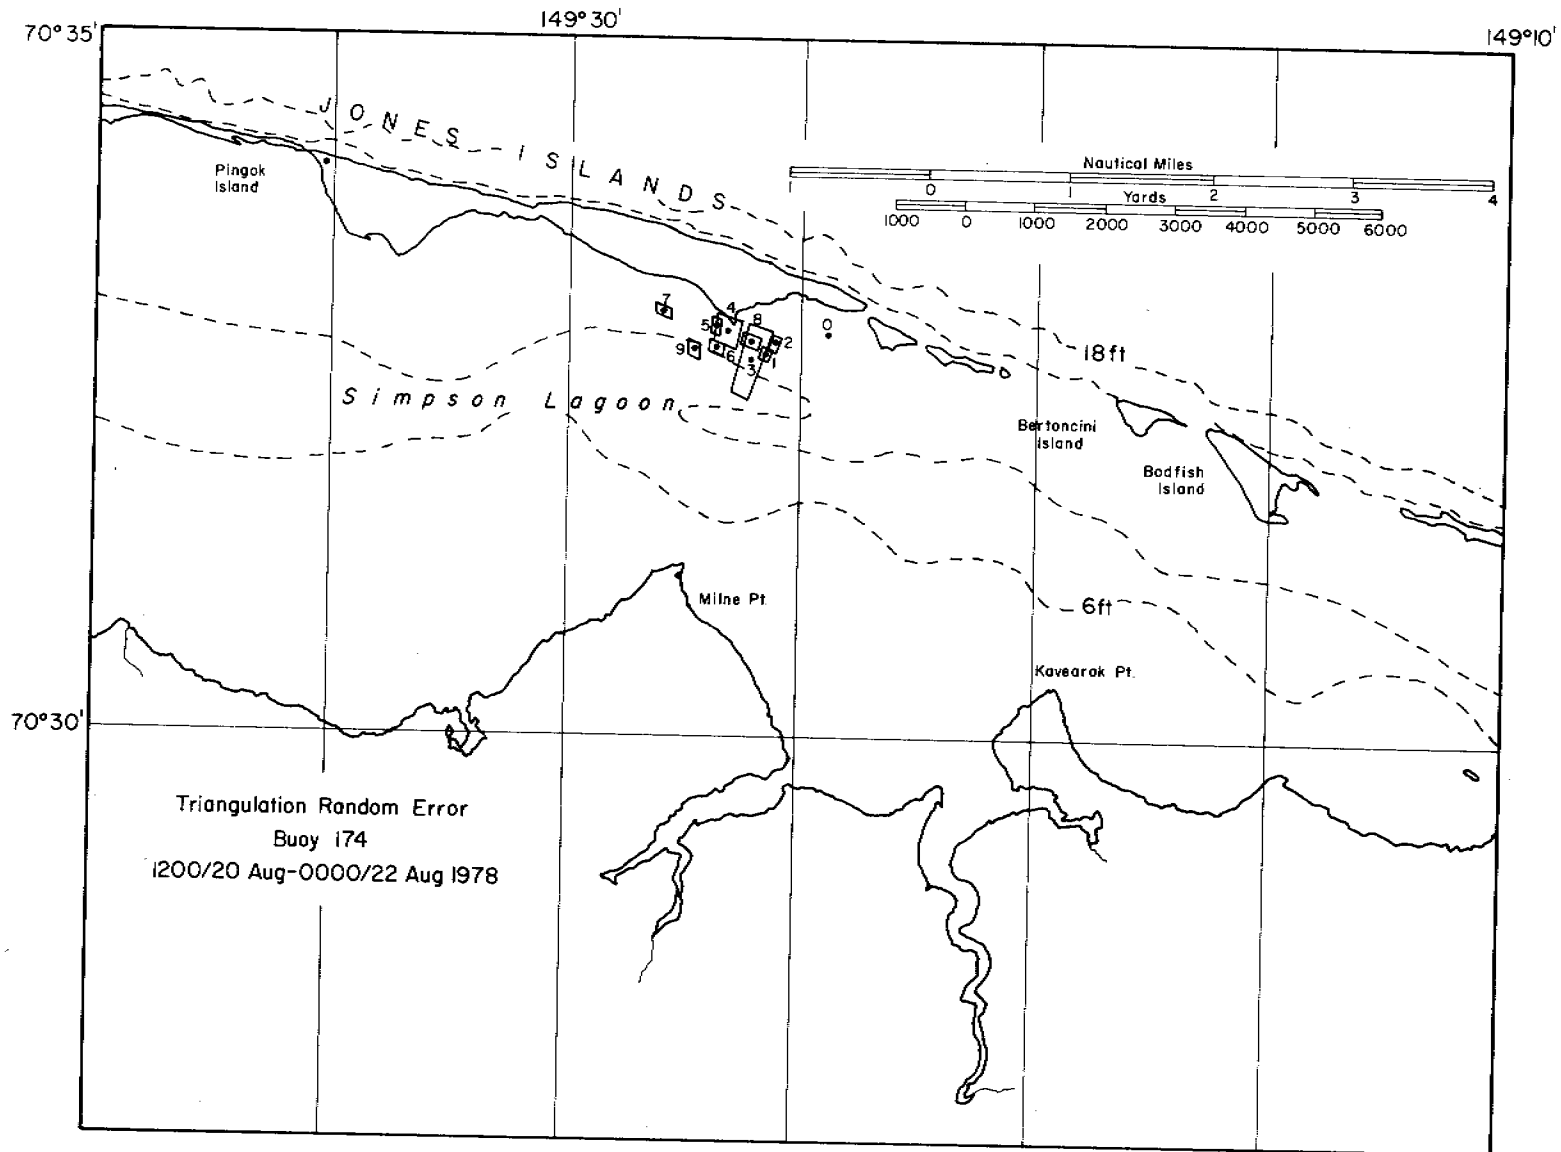 149°30'
70°35'
149°10'
JONES ISLANDS
Pingok
Island
Nautical Miles
1 0 1 2 3 4
Yards
1000 0 1000 2000 3000 4000 5000 6000
7
4
8
0
5
2
9
6
1
3
18ft
Simpson Lagoon
Bertoncini
Island
Bodfish
Island
Milne Pt.
6ft
Kavearak Pt.
70°30'
Triangulation Random Error
Buoy 174
1200/20 Aug-0000/22 Aug 1978